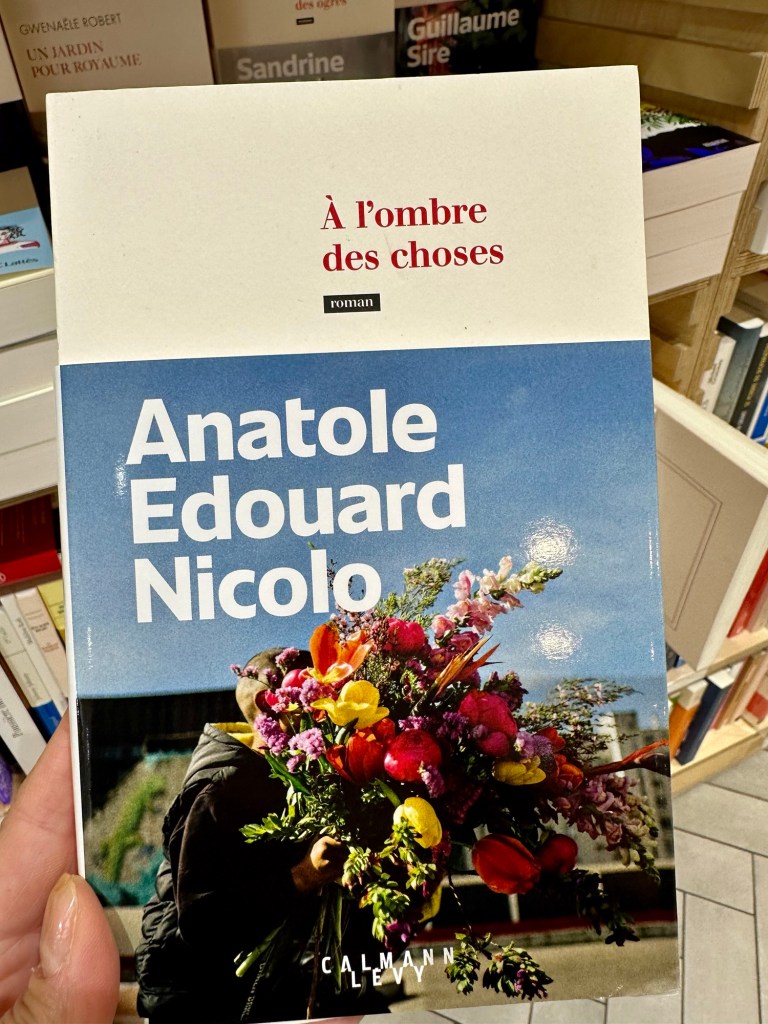 GWENAËLE ROBERT
UN JARDIN
POUR ROYAUME
des ogres
Sandrine
Guillaume
Sire
À l'ombre
des choses
roman
Anatole
Edouard
Nicolo
CALMANN
LEVY
Lattès